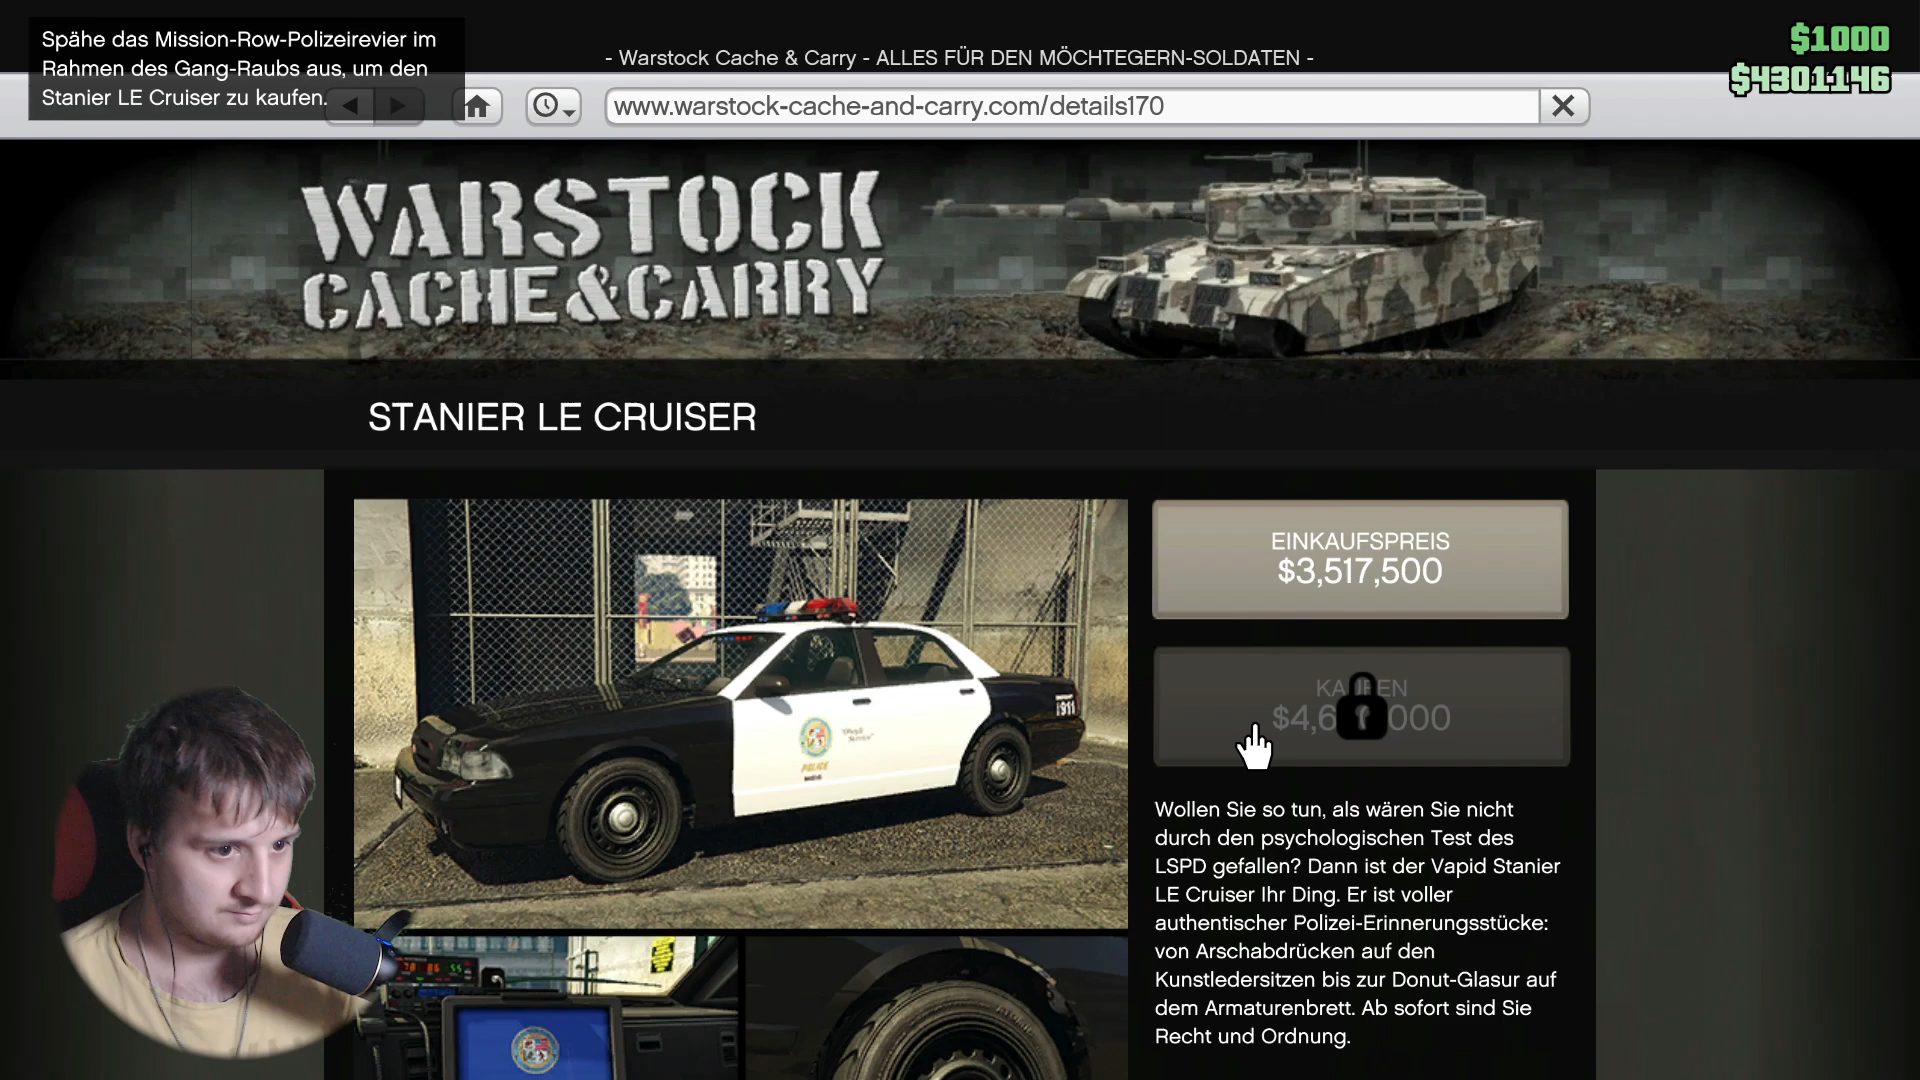 Spähe das Mission-Row-Polizeirevier im
Rahmen des Gang-Raubs aus, um den
Stanier LE Cruiser zu kaufen.
- Warstock Cache & Carry - ALLES FÜR DEN MÖCHTEGERN-SOLDATEN -
$1000
$4301146
www.warstock-cache-and-carry.com/details170
WARSTOCK
CACHE&CARRY
STANIER LE CRUISER
EINKAUFSPREIS
$3,517,500
Wollen Sie so tun, als wären Sie nicht
durch den psychologischen Test des
LSPD gefallen? Dann ist der Vapid Stanier
LE Cruiser Ihr Ding. Er ist voller
authentischer Polizei-Erinnerungsstücke:
von Arschabdrücken auf den
Kunstledersitzen bis zur Donut-Glasur auf
dem Armaturenbrett. Ab sofort sind Sie
Recht und Ordnung.
POLICE
911